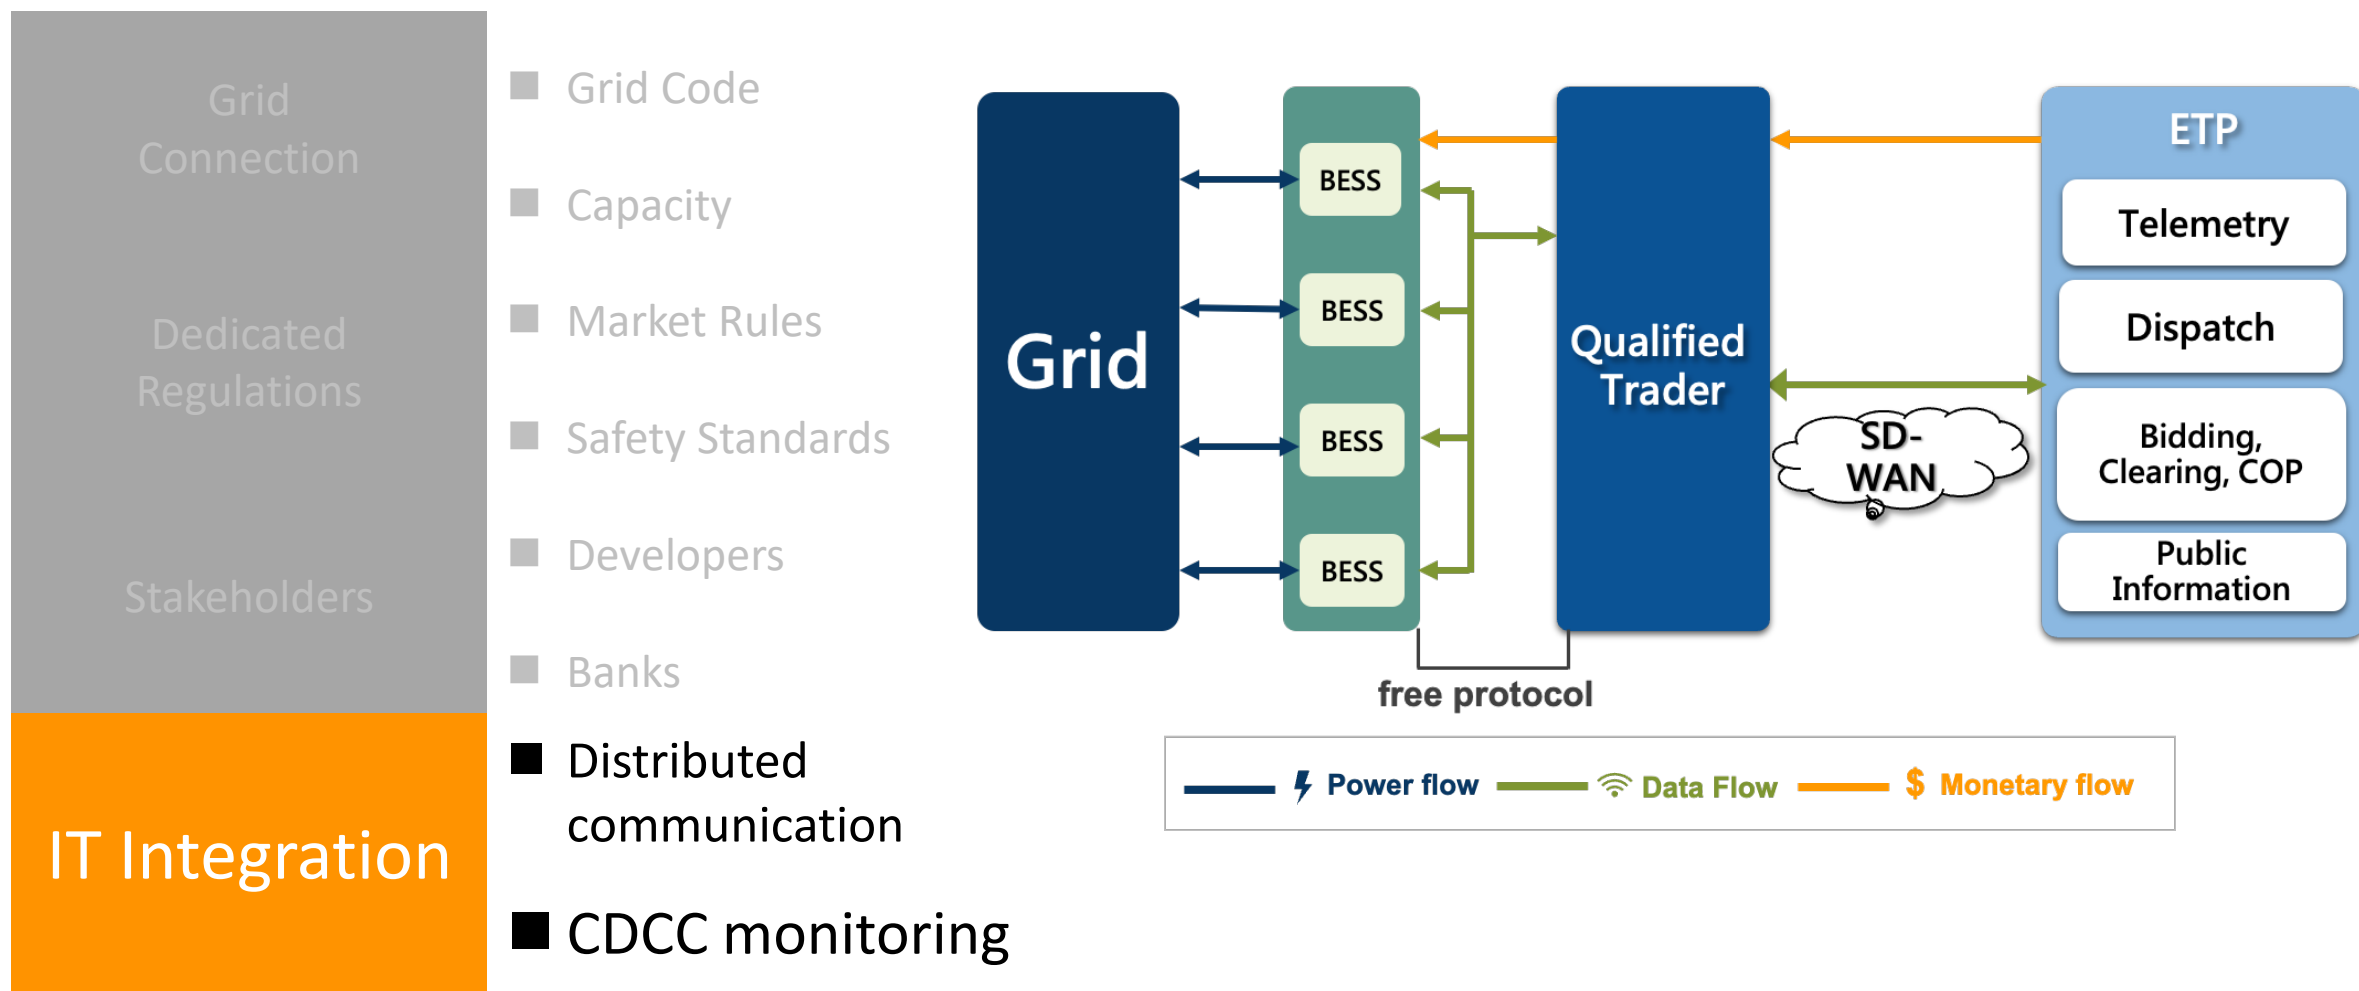 Grid
Connection
Dedicated
Regulations
Stakeholders
IT Integration
Grid Code
Capacity
Market Rules
Safety Standards
Developers
Banks
Distributed
communication
CDCC monitoring
Grid
BESS
BESS
BESS
BESS
free protocol
Qualified
Trader
SD-
WAN
ETP
Telemetry
Dispatch
Bidding,
Clearing, COP
Public
Information
Power flow
Data Flow
$ Monetary flow